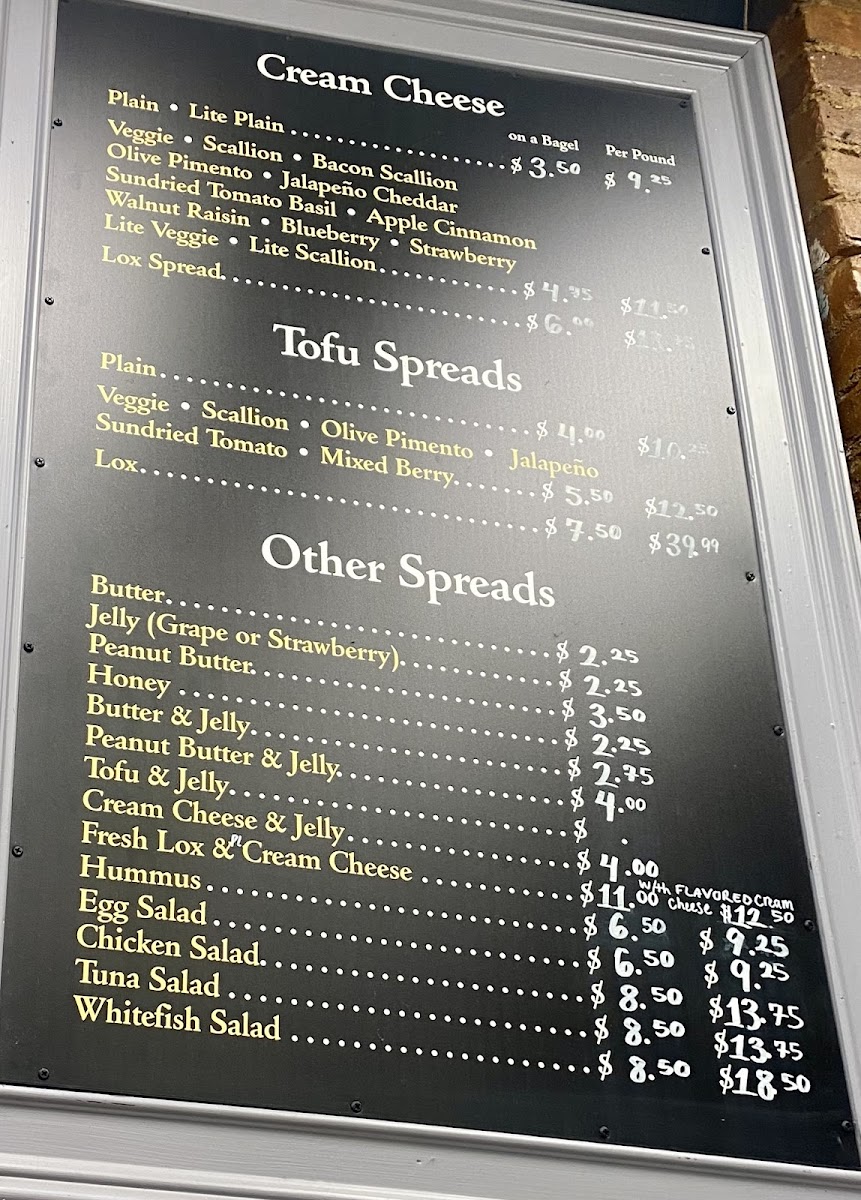 Cream Cheese
on a Bagel Per Pound
Plain • Lite Plain $3.50 $9.25
Veggie • Scallion • Bacon Scallion
Olive Pimento • Jalapeño Cheddar
Sundried Tomato Basil • Apple Cinnamon
Walnut Raisin • Blueberry • Strawberry
Lite Veggie • Lite Scallion $11.50
Lox Spread $6.00
Tofu Spreads
Plain $4.00 $10.25
Veggie • Scallion • Olive Pimento • Jalapeño
Sundried Tomato • Mixed Berry $5.50 $12.50
Lox $7.50 $39.99
Other Spreads
Butter $2.25
Jelly (Grape or Strawberry) $2.25
Peanut Butter $3.50
Honey $2.25
Butter & Jelly $2.75
Peanut Butter & Jelly $4.00
Tofu & Jelly $ .
Cream Cheese & Jelly $4.00
Fresh Lox & Pl Cream Cheese $11.00 with FLAVORED Cream Cheese $12.50
Hummus $6.50 $9.25
Egg Salad $6.50 $9.25
Chicken Salad $8.50 $13.75
Tuna Salad $8.50 $13.75
Whitefish Salad $8.50 $18.50